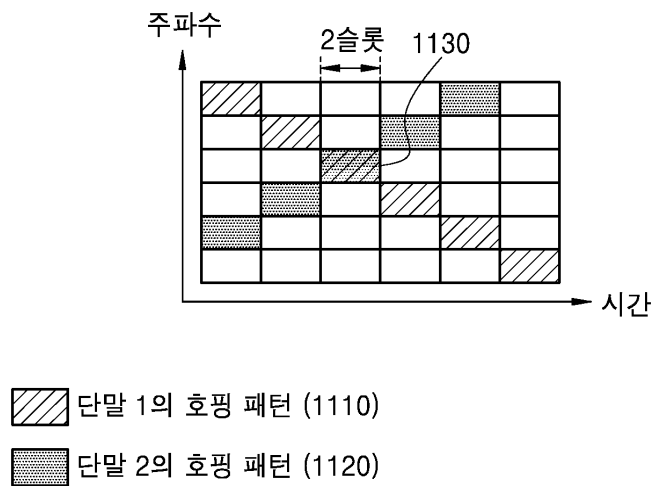 주파수
2슬롯
1130
시간
단말 1의 호핑 패턴 (1110)
단말 2의 호핑 패턴 (1120)